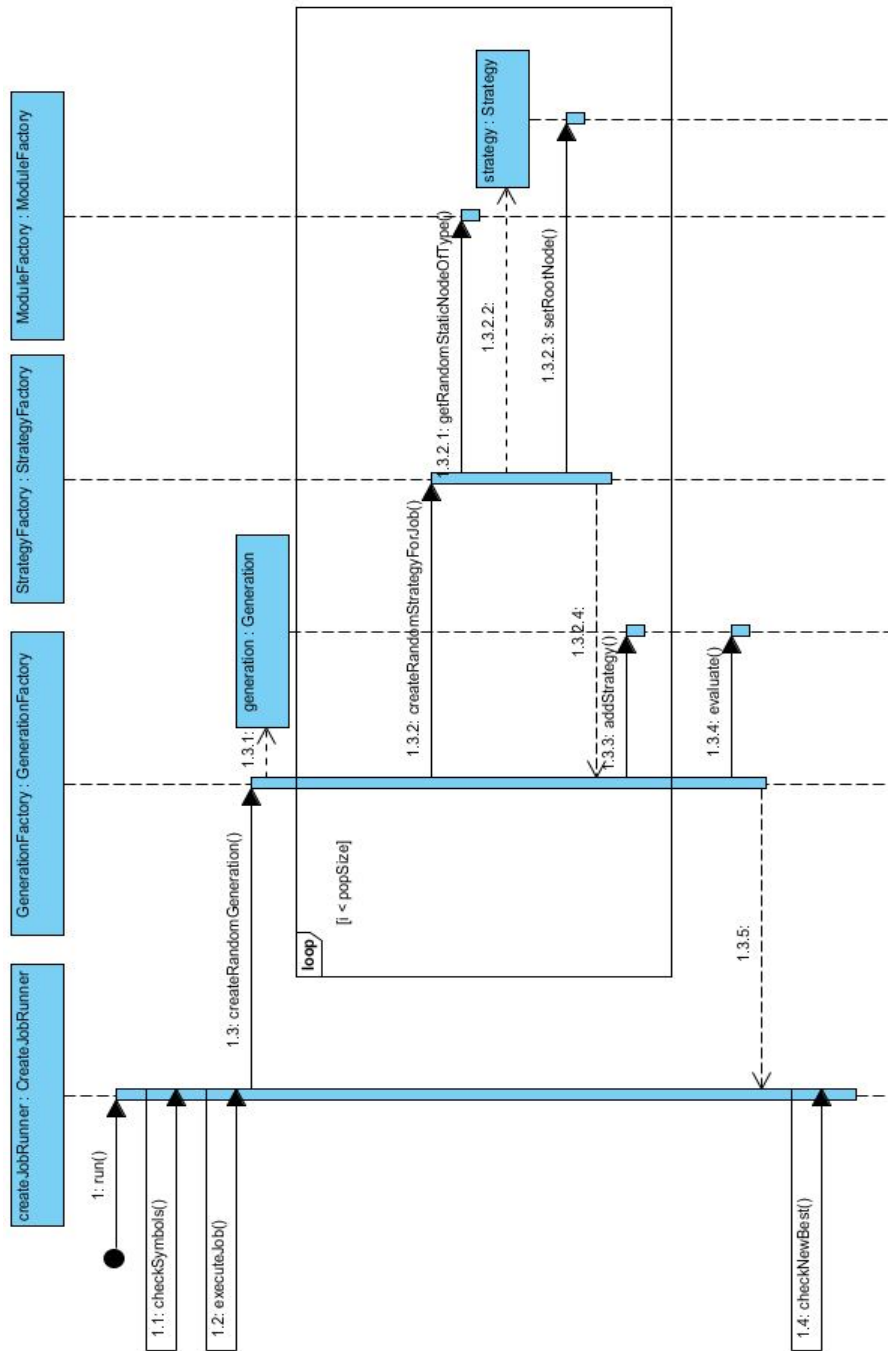 createJobRunner : CreateJobRunner
GenerationFactory : GenerationFactory
StrategyFactory : StrategyFactory
ModuleFactory : ModuleFactory
1: run()
1.1: checkSymbols()
1.2: executeJob()
1.3: createRandomGeneration()
1.3.1:
generation : Generation
loop
[i < popSize]
1.3.2: createRandomStrategyForJob()
1.3.2.1: getRandomStaticNodeOfType()
1.3.2.2:
strategy : Strategy
1.3.2.3: setRootNode()
1.3.2.4:
1.3.3: addStrategy()
1.3.4: evaluate()
1.3.5:
1.4: checkNewBest()